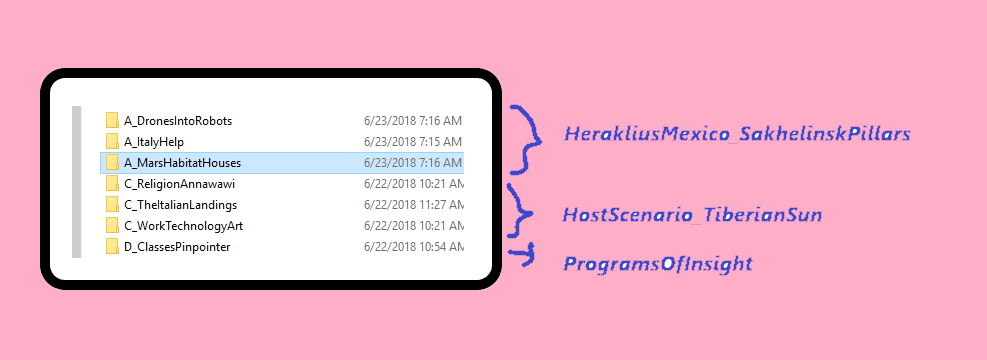 A_DronesIntoRobots 6/23/2018 7:16 AM
A_ItalyHelp 6/23/2018 7:15 AM
A_MarsHabitatHouses 6/23/2018 7:16 AM
C_ReligionAnnawawi 6/22/2018 10:21 AM
C_TheItalianLandings 6/22/2018 11:27 AM
C_WorkTechnologyArt 6/22/2018 10:21 AM
D_ClassesPinpointer 6/22/2018 10:54 AM
HerakliusMexico_SakhelinskPillars
HostScenario_TiberianSun
ProgramsOfInsight